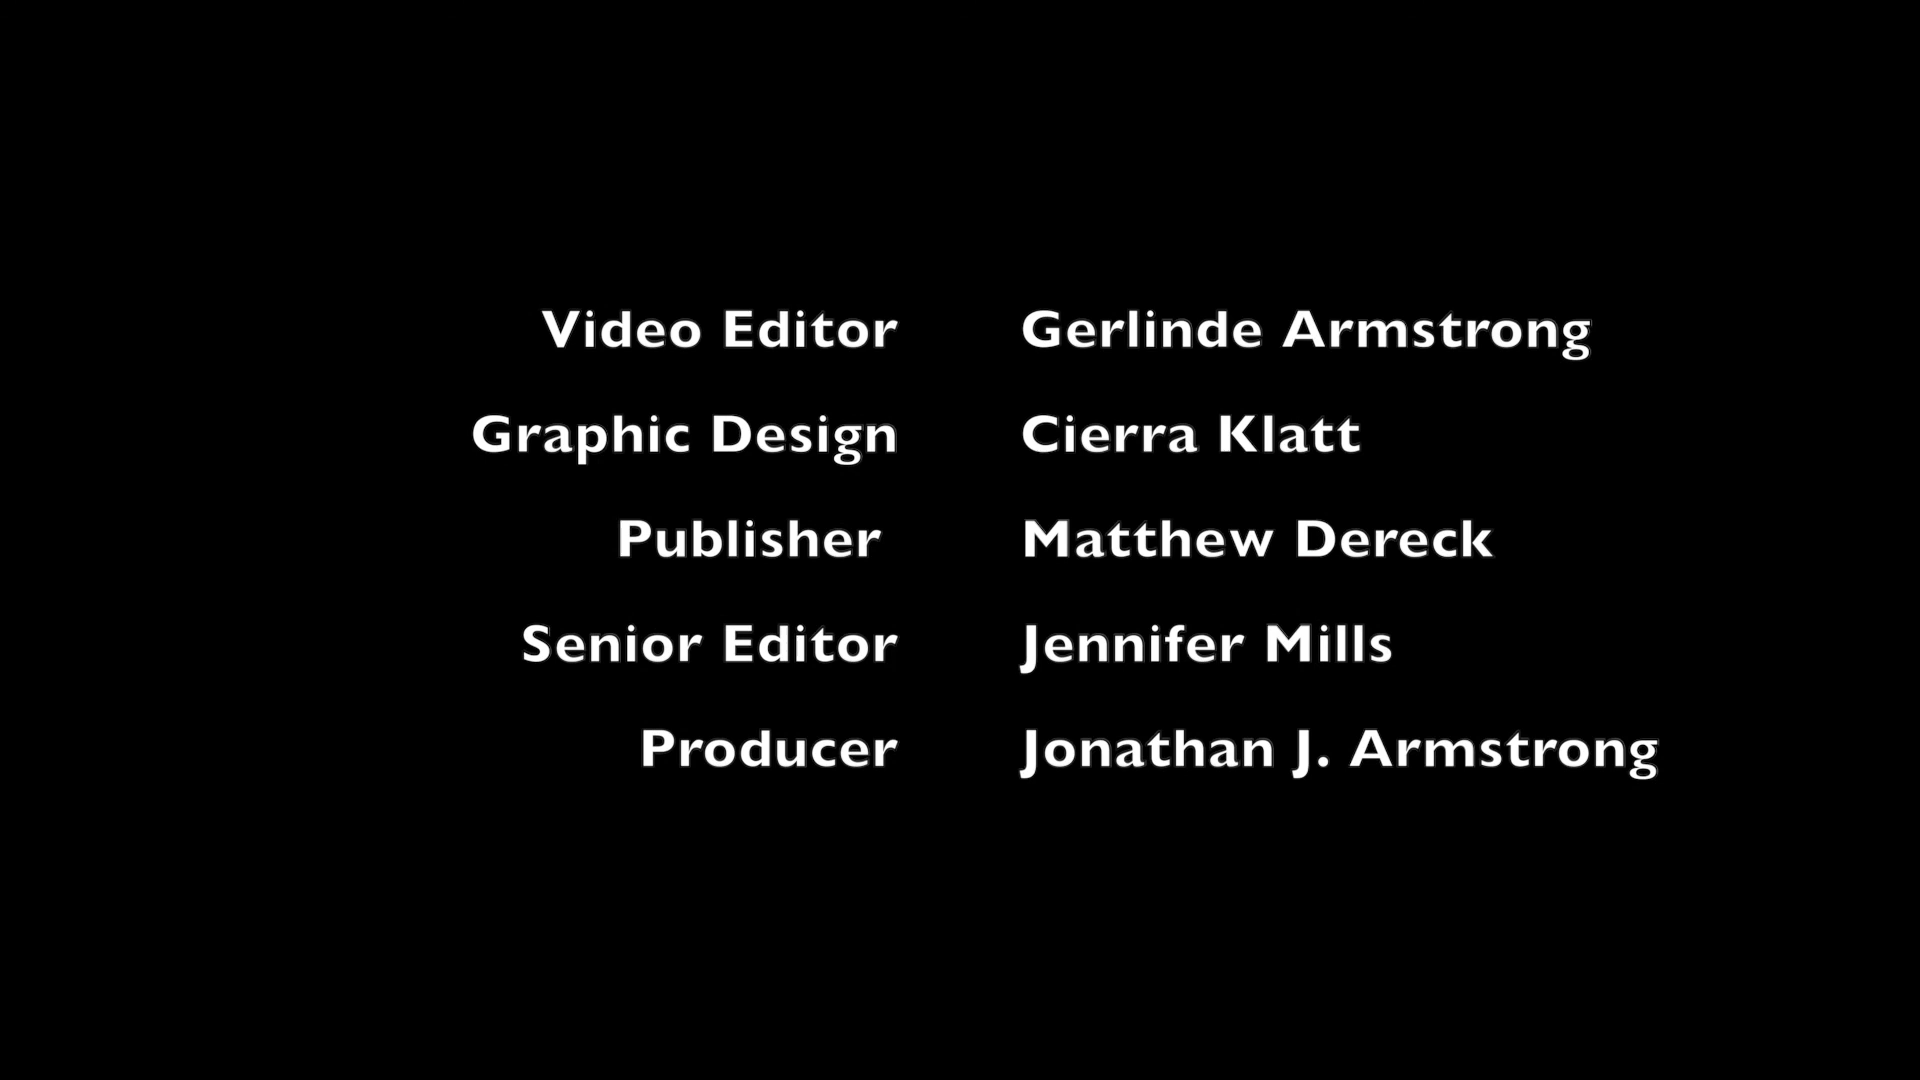 Video Editor Gerlinde Armstrong
Graphic Design Cierra Klatt
Publisher Matthew Dereck
Senior Editor Jennifer Mills
Producer Jonathan J. Armstrong